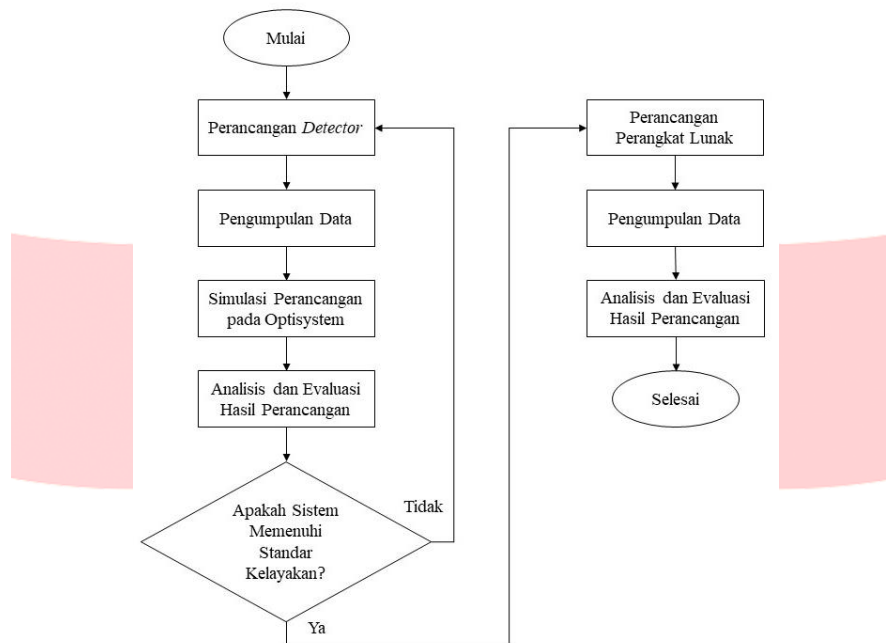 Mulai
Perancangan Detector
Pengumpulan Data
Simulasi Perancangan
pada Optisystem
Analisis dan Evaluasi
Hasil Perancangan
Apakah Sistem
Memenuhi
Standar
Kelayakan?
Tidak
Ya
Perancangan
Perangkat Lunak
Pengumpulan Data
Analisis dan Evaluasi
Hasil Perancangan
Selesai